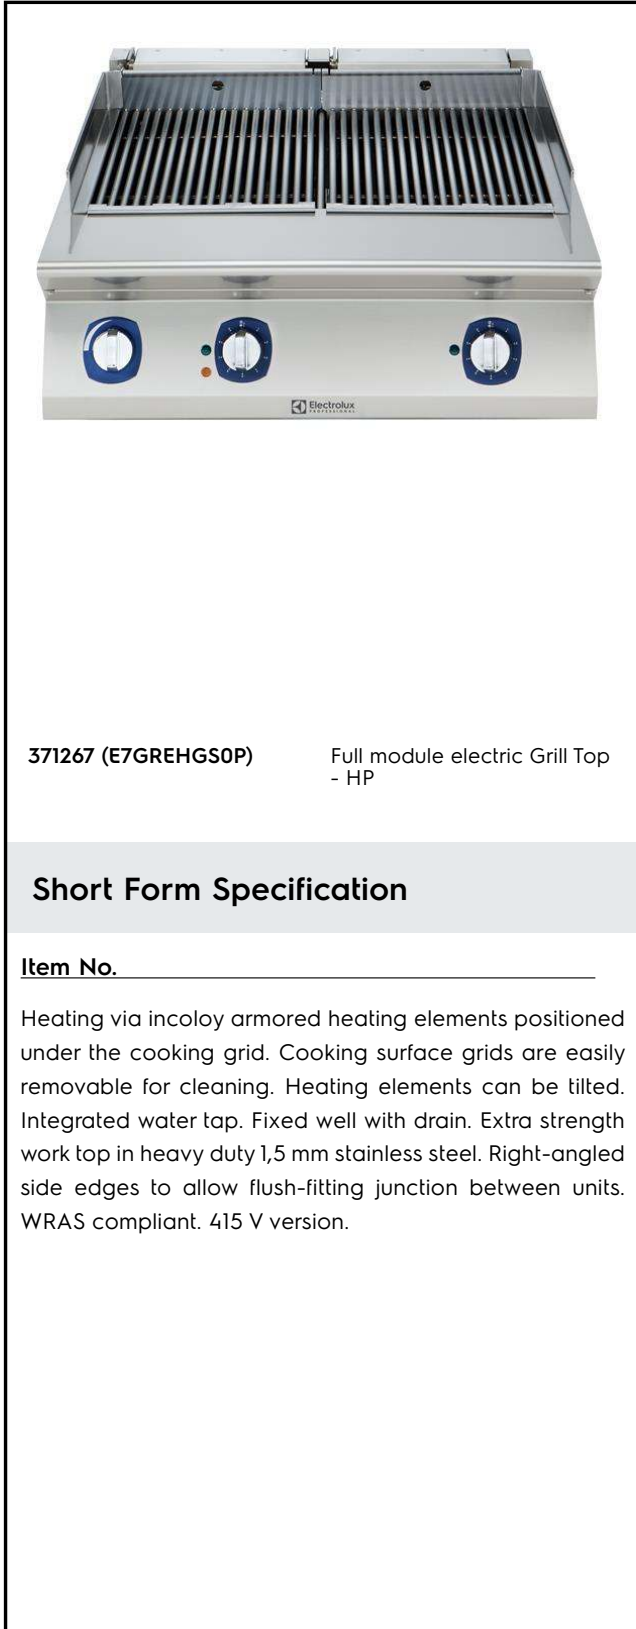 Electrolux
PROFESSIONAL
371267 (E7GREHGS0P)
Full module electric Grill Top
- HP
Short Form Specification
Item No.
Heating via incoloy armored heating elements positioned
under the cooking grid. Cooking surface grids are easily
removable for cleaning. Heating elements can be tilted.
Integrated water tap. Fixed well with drain. Extra strength
work top in heavy duty 1,5 mm stainless steel. Right-angled
side edges to allow flush-fitting junction between units.
WRAS compliant. 415 V version.